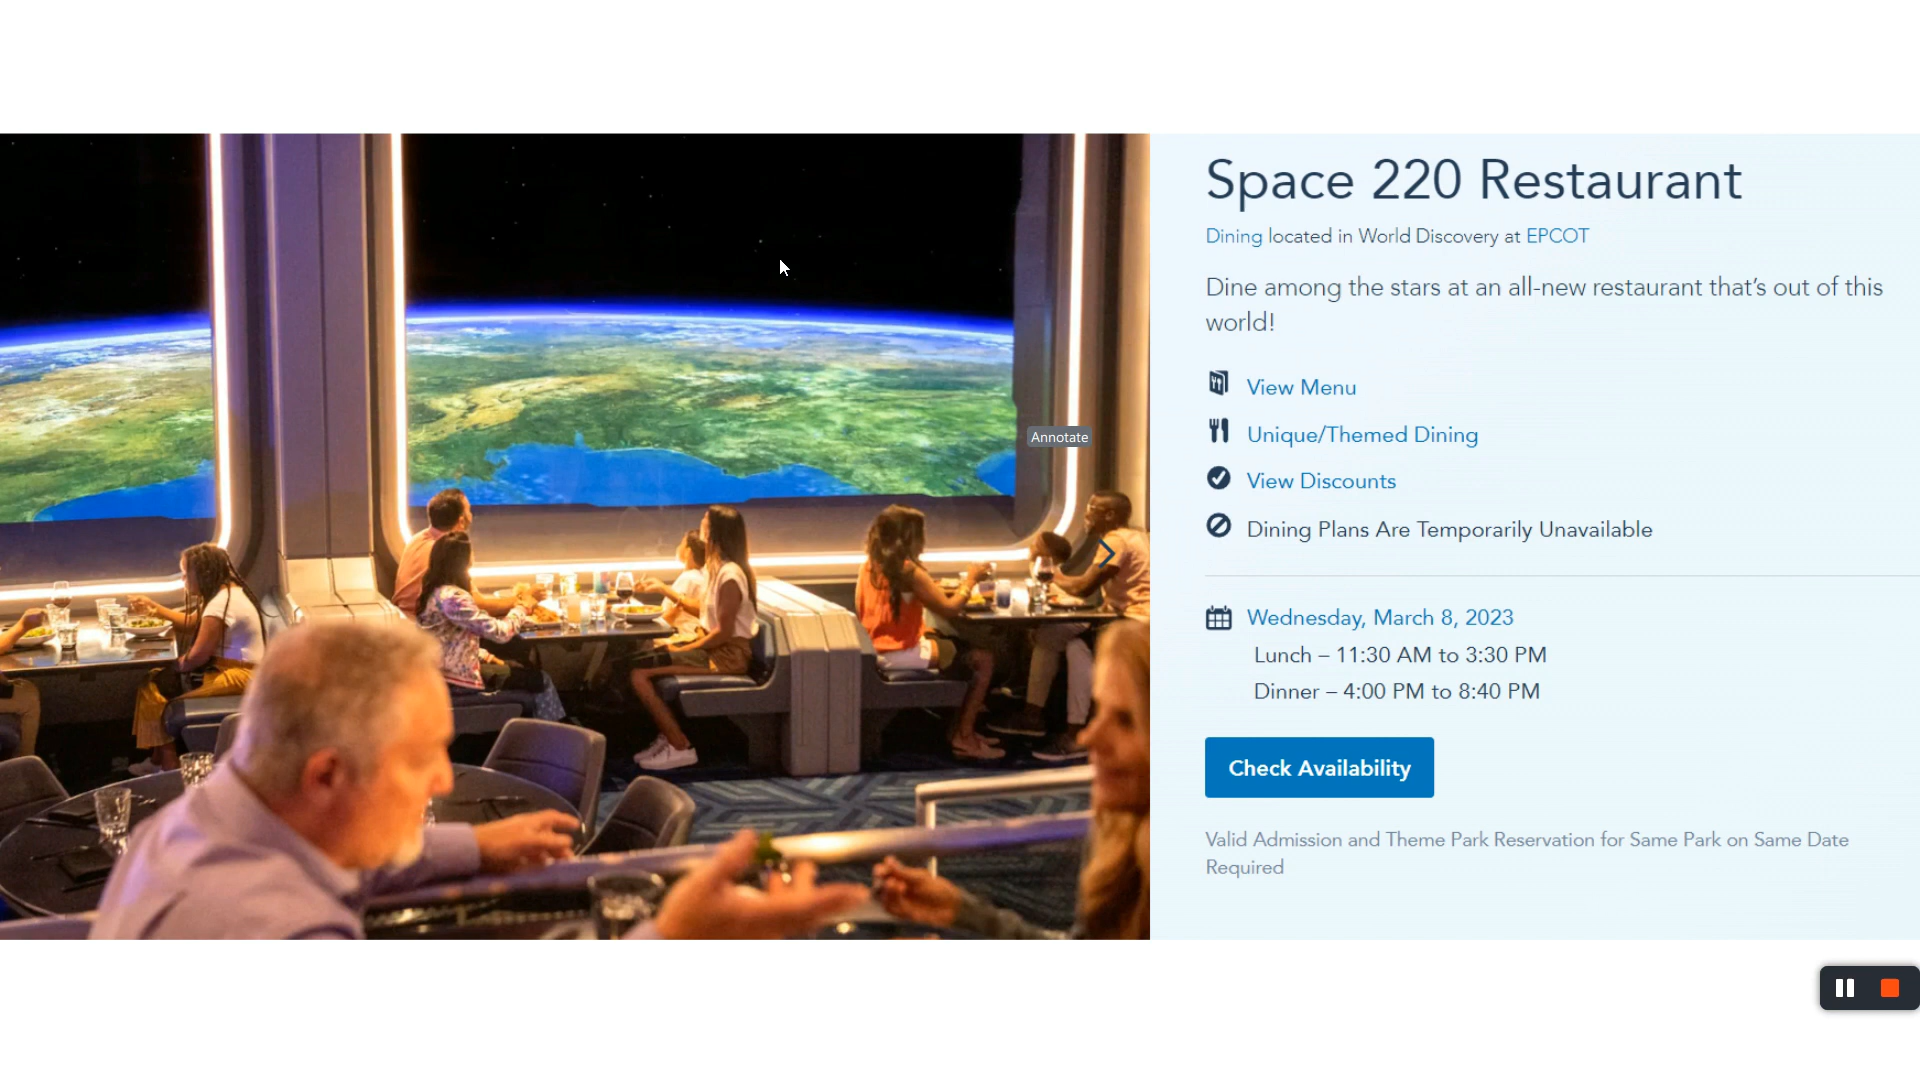 Space 220 Restaurant
Dining located in World Discovery at EPCOT
Dine among the stars at an all-new restaurant that’s out of this
world!
View Menu
Annotate
Unique/Themed Dining
View Discounts
Dining Plans Are Temporarily Unavailable
Wednesday, March 8, 2023
Lunch – 11:30 AM to 3:30 PM
Dinner – 4:00 PM to 8:40 PM
Check Availability
Valid Admission and Theme Park Reservation for Same Park on Same Date
Required